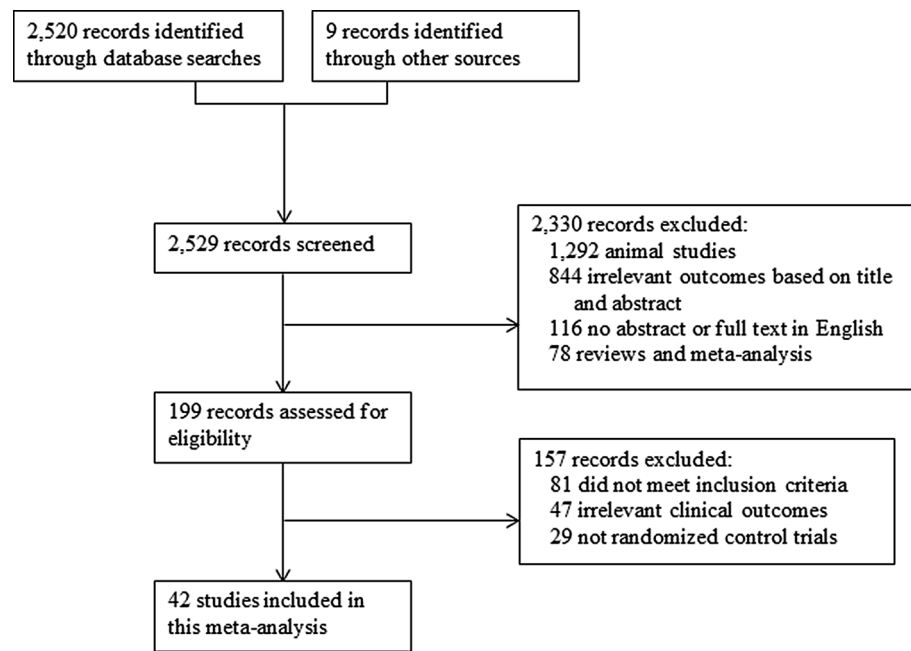 2,520 records identified
through database searches
9 records identified
through other sources
2,529 records screened
2,330 records excluded:
1,292 animal studies
844 irrelevant outcomes based on title
and abstract
116 no abstract or full text in English
78 reviews and meta-analysis
199 records assessed for
eligibility
157 records excluded:
81 did not meet inclusion criteria
47 irrelevant clinical outcomes
29 not randomized control trials
42 studies included in
this meta-analysis